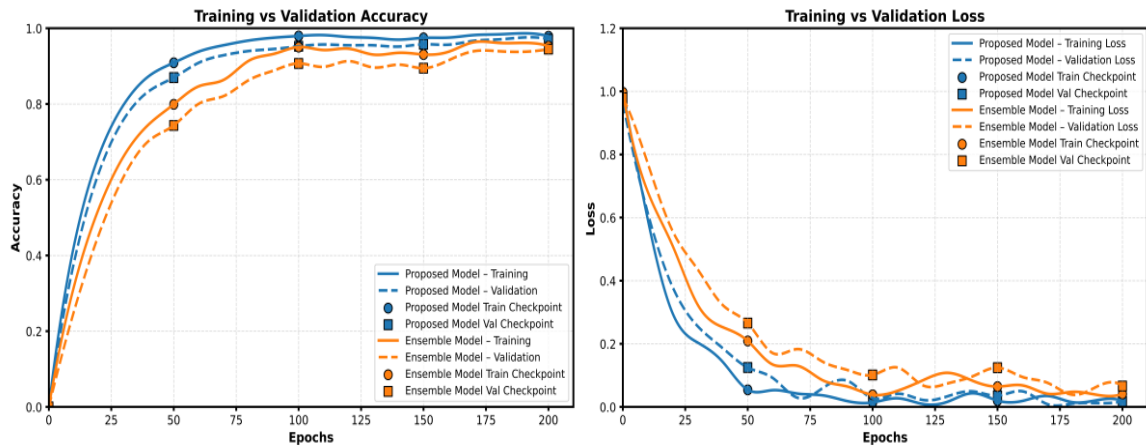 Training vs Validation Accuracy
1.0
0.8
0.6
0.4
0.2
0.0
Accuracy
0
25
50
75
100
125
150
175
200
Epochs
Proposed Model – Training
Proposed Model – Validation
Proposed Model Train Checkpoint
Proposed Model Val Checkpoint
Ensemble Model – Training
Ensemble Model – Validation
Ensemble Model Train Checkpoint
Ensemble Model Val Checkpoint
Training vs Validation Loss
1.2
1.0
0.8
0.6
0.4
0.2
0.0
Loss
0
25
50
75
100
125
150
175
200
Epochs
Proposed Model – Training Loss
Proposed Model – Validation Loss
Proposed Model Train Checkpoint
Proposed Model Val Checkpoint
Ensemble Model – Training Loss
Ensemble Model – Validation Loss
Ensemble Model Train Checkpoint
Ensemble Model Val Checkpoint